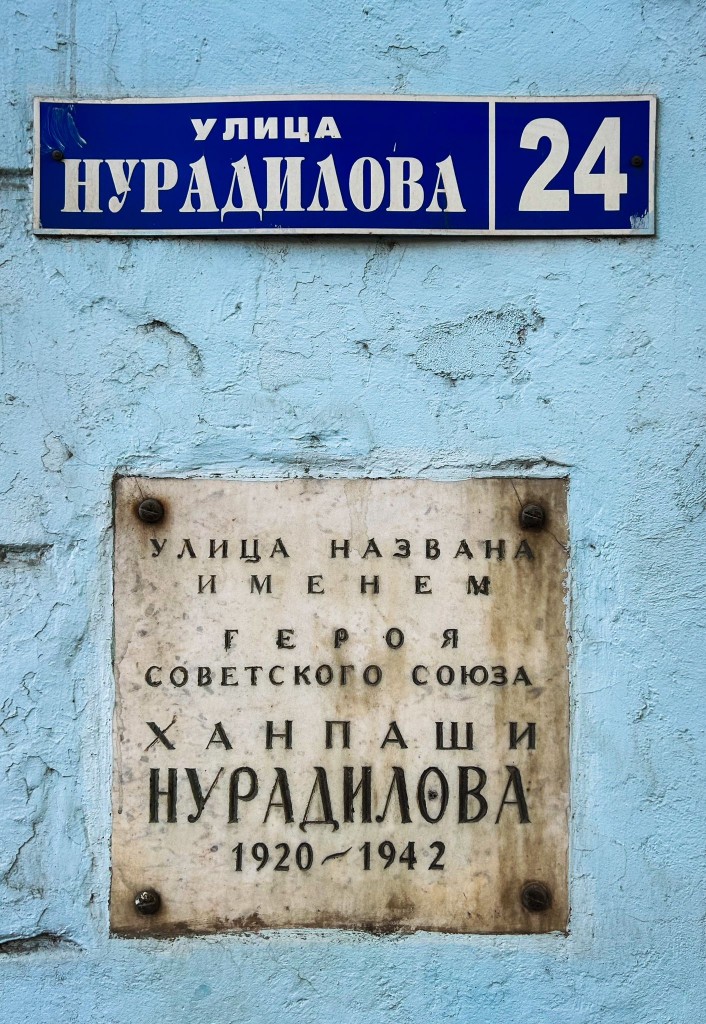 УЛИЦА
НУРАДИЛОВА
24
УЛИЦА НАЗВАНА
ИМЕНЕМ
ГЕРОЯ
СОВЕТСКОГО СОЮЗА
ХАНПАШИ
НУРАДИЛОВА
1920~1942